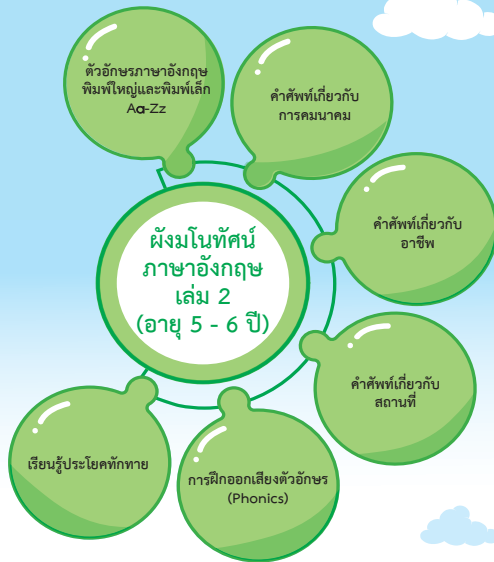 ตัวอักษรภาษาอังกฤษ
พิมพ์ใหญ่และพิมพ์เล็ก
Aa-Zz
คำศัพท์เกี่ยวกับ
การคมนาคม
คำศัพท์เกี่ยวกับ
อาชีพ
ผังมโนทัศน์
ภาษาอังกฤษ
เล่ม 2
(อายุ 5 - 6 ปี)
คำศัพท์เกี่ยวกับ
สถานที่
เรียนรู้ประโยคทักทาย
การฝึกออกเสียงตัวอักษร
(Phonics)